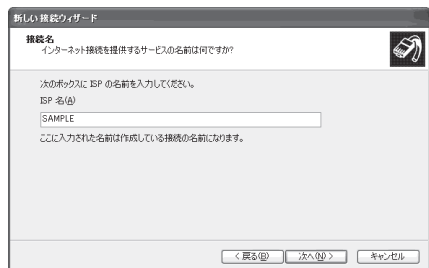 新しい接続ウィザード
接続名
インターネット接続を提供するサービスの名前は何ですか?
次のボックスに ISP の名前を入力してください。
ISP 名(A)
SAMPLE
ここに入力された名前は作成している接続の名前になります。
< 戻る(B)
次へ(N) >
キャンセル